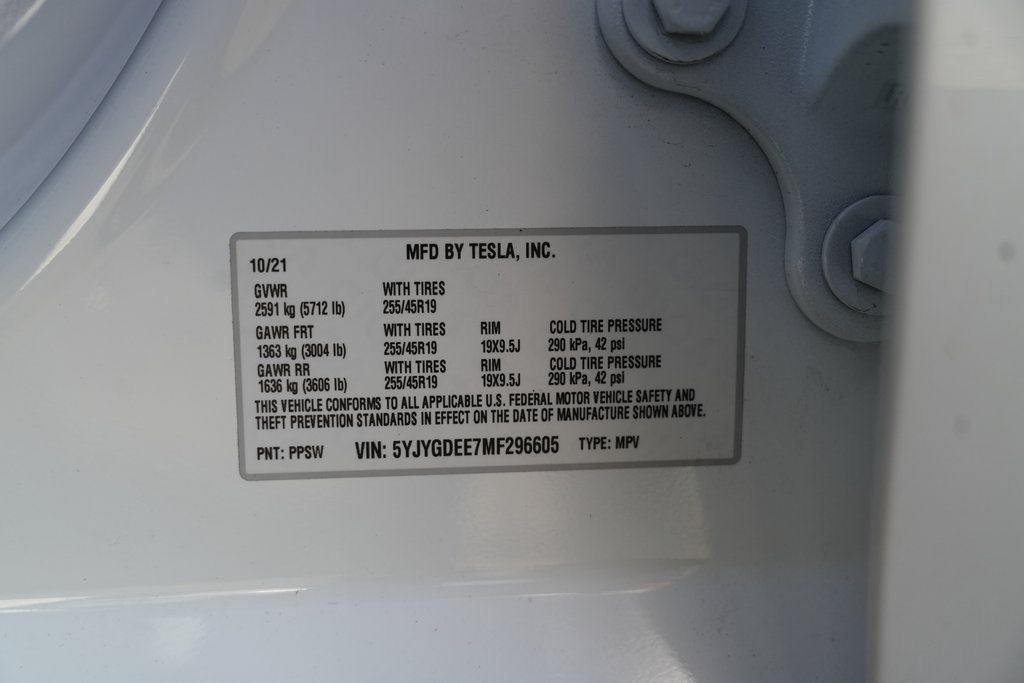 MFD BY TESLA, INC.
10/21
GVWR WITH TIRES
2591 kg (5712 lb) 255/45R19
GAWR FRT WITH TIRES RIM COLD TIRE PRESSURE
1363 kg (3004 lb) 255/45R19 19X9.5J 290 kPa, 42 psi
GAWR RR WITH TIRES RIM COLD TIRE PRESSURE
1636 kg (3606 lb) 255/45R19 19X9.5J 290 kPa, 42 psi
THIS VEHICLE CONFORMS TO ALL APPLICABLE U.S. FEDERAL MOTOR VEHICLE SAFETY AND
THEFT PREVENTION STANDARDS IN EFFECT ON THE DATE OF MANUFACTURE SHOWN ABOVE.
PNT: PPSW VIN: 5YJYGDEE7MF296605 TYPE: MPV